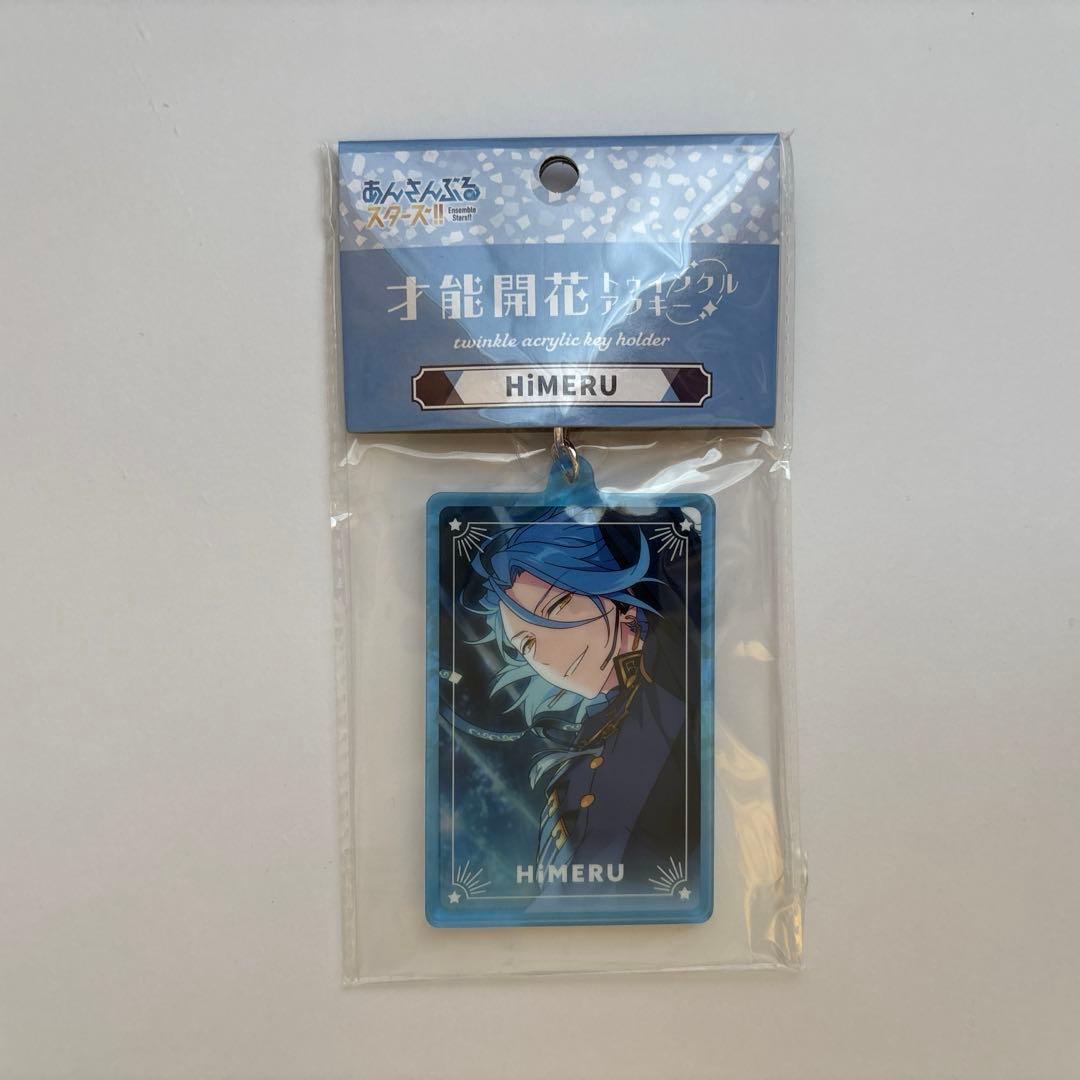 あんさんぶる
スターズ!!
Ensemble
Stars!!
才能開花
トゥインクル
アクキー
twinkle acrylic key holder
HiMERU
HiMERU